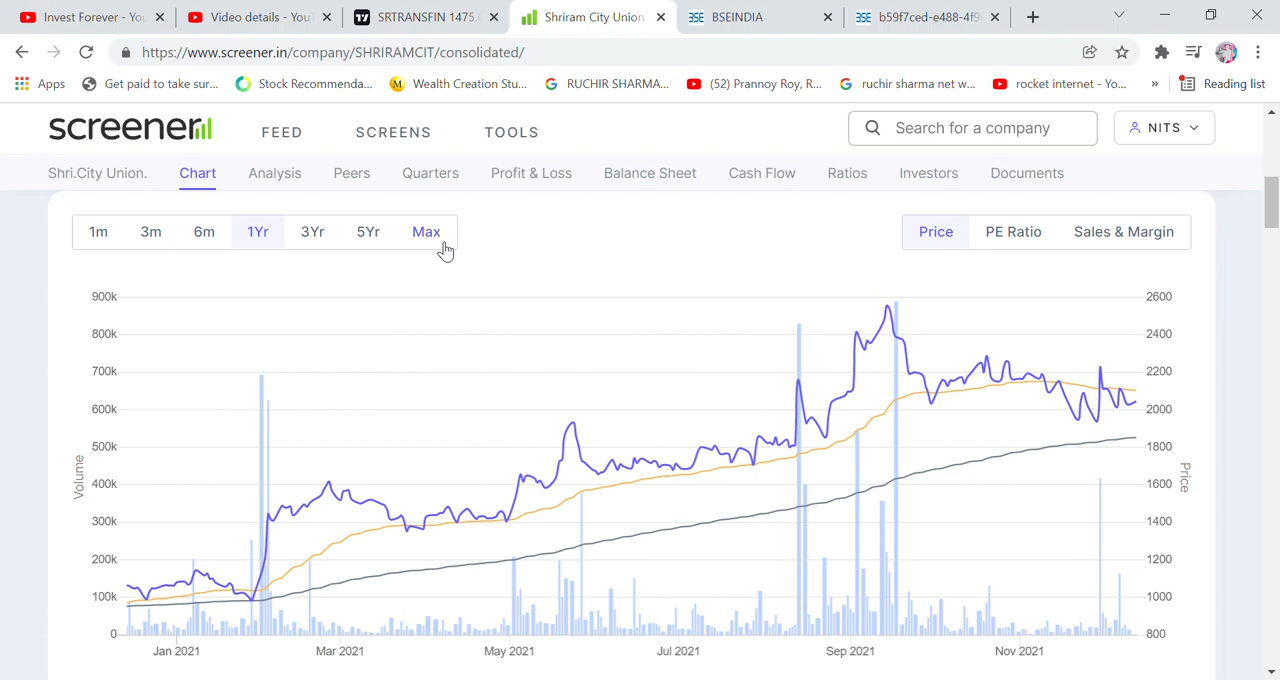 Invest Forever - Yo
Video details - You
SRTRANSFIN 1475.
Shriram City Union
BSEINDIA
b59f7ced-e488-4f9
https://www.screener.in/company/SHRIRAMCIT/consolidated/
Apps
Get paid to take sur...
Stock Recommenda...
M Wealth Creation Stu...
RUCHIR SHARMA...
(52) Prannoy Roy, R...
ruchir sharma net w...
rocket internet - Yo...
»
Reading list
screener
FEED
SCREENS
TOOLS
Search for a company
NITS
Shri.City Union.
Chart
Analysis
Peers
Quarters
Profit & Loss
Balance Sheet
Cash Flow
Ratios
Investors
Documents
1m
3m
6m
1Yr
3Yr
5Yr
Max
Price
PE Ratio
Sales & Margin
900k
800k
700k
600k
500k
400k
300k
200k
100k
0
Volume
2600
2400
2200
2000
1800
1600
1400
1200
1000
800
Price
Jan 2021
Mar 2021
May 2021
Jul 2021
Sep 2021
Nov 2021